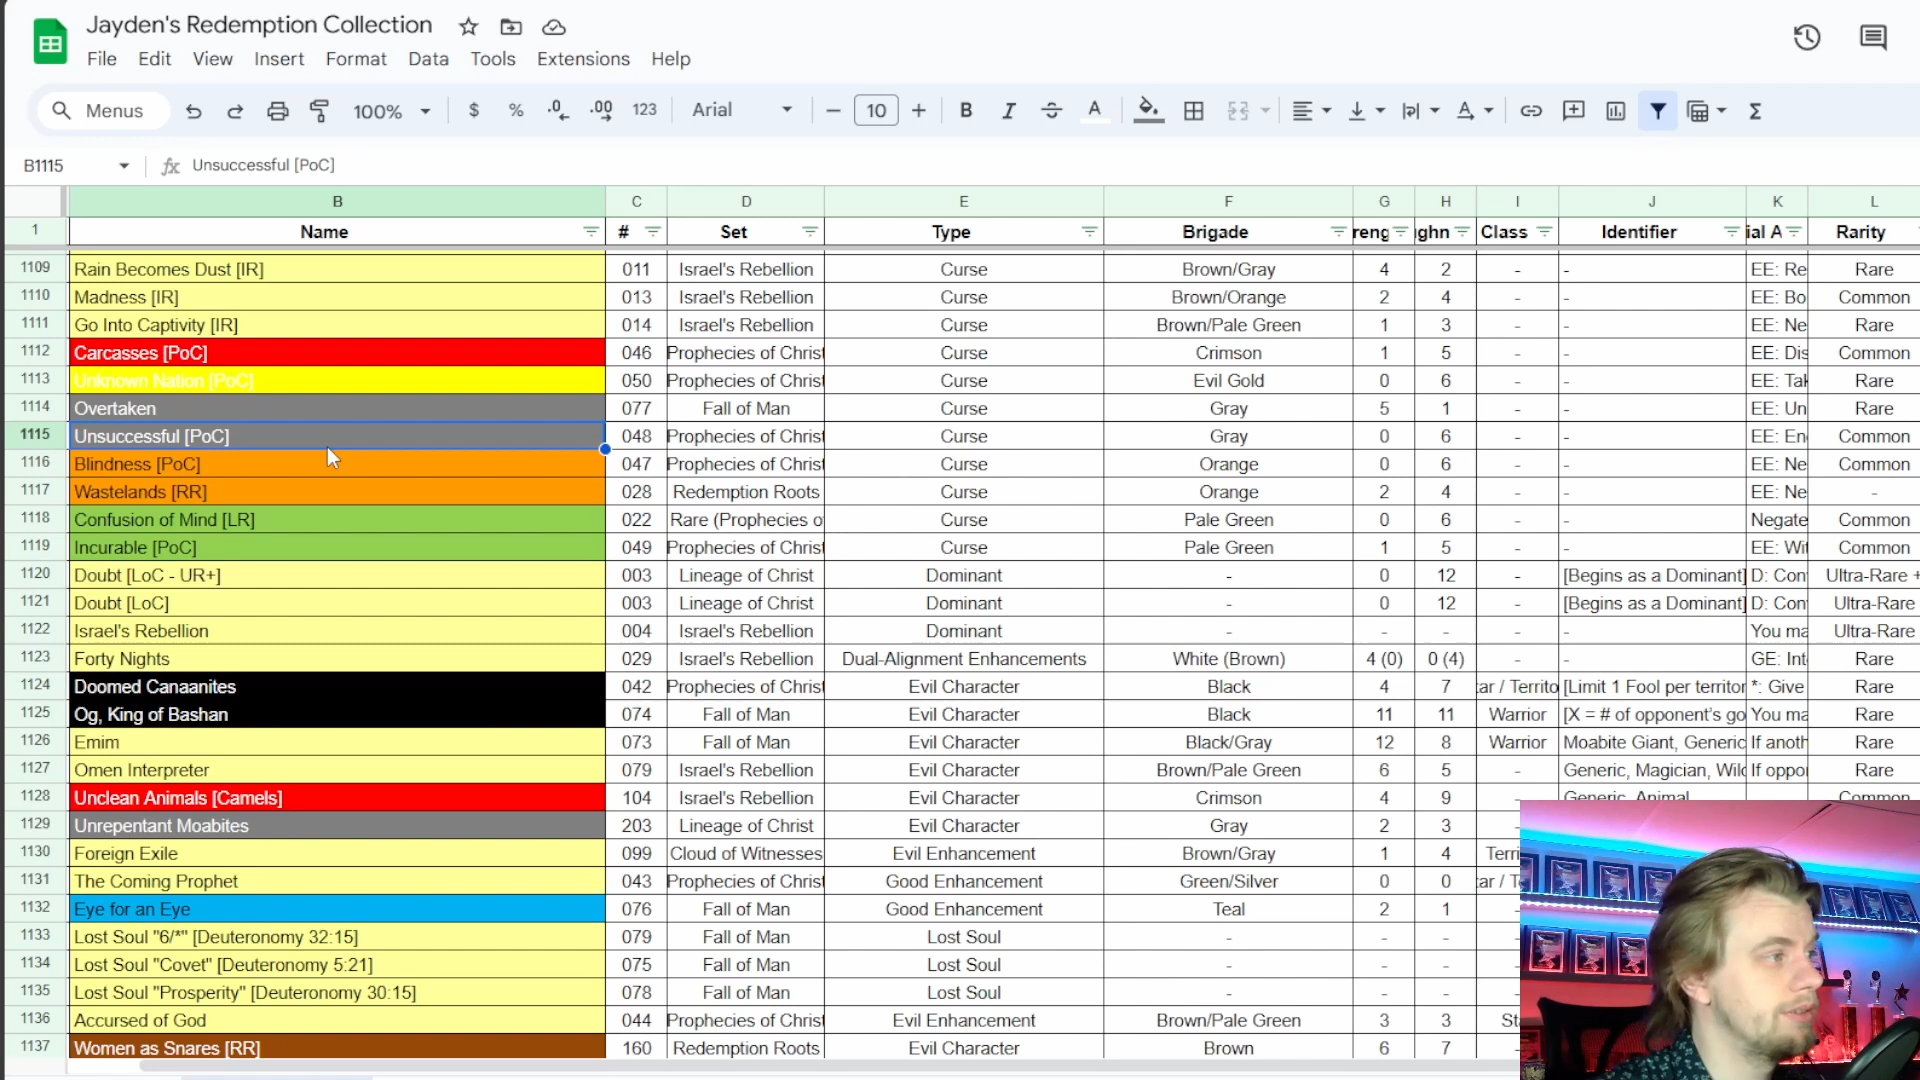 Jayden's Redemption Collection
File Edit View Insert Format Data Tools Extensions Help
Menus 100% $ % .0 .00 123 Arial 10 B I A
B1115 fx Unsuccessful [PoC]
B C D E F G H I J K L
1 Name # Set Type Brigade reng ghn Class Identifier ial A Rarity
1109 Rain Becomes Dust [IR] 011 Israel's Rebellion Curse Brown/Gray 4 2 - - EE: Re Rare
1110 Madness [IR] 013 Israel's Rebellion Curse Brown/Orange 2 4 - - EE: Bo Common
1111 Go Into Captivity [IR] 014 Israel's Rebellion Curse Brown/Pale Green 1 3 - - EE: Ne Rare
1112 Carcasses [PoC] 046 Prophecies of Christ Curse Crimson 1 5 - - EE: Dis Common
1113 Unknown Nation [PoC] 050 Prophecies of Christ Curse Evil Gold 0 6 - - EE: Tak Rare
1114 Overtaken 077 Fall of Man Curse Gray 5 1 - - EE: Un Rare
1115 Unsuccessful [PoC] 048 Prophecies of Christ Curse Gray 0 6 - - EE: En Common
1116 Blindness [PoC] 047 Prophecies of Christ Curse Orange 0 6 - - EE: Ne Common
1117 Wastelands [RR] 028 Redemption Roots Curse Orange 2 4 - - EE: Ne -
1118 Confusion of Mind [LR] 022 Rare (Prophecies o Curse Pale Green 0 6 - - Negate Common
1119 Incurable [PoC] 049 Prophecies of Christ Curse Pale Green 1 5 - - EE: Wit Common
1120 Doubt [LoC - UR+] 003 Lineage of Christ Dominant - 0 12 - [Begins as a Dominant] D: Con Ultra-Rare +
1121 Doubt [LoC] 003 Lineage of Christ Dominant - 0 12 - [Begins as a Dominant] D: Con Ultra-Rare
1122 Israel's Rebellion 004 Israel's Rebellion Dominant - - - - - You ma Ultra-Rare
1123 Forty Nights 029 Israel's Rebellion Dual-Alignment Enhancements White (Brown) 4 (0) 0 (4) - - GE: Int Rare
1124 Doomed Canaanites 042 Prophecies of Christ Evil Character Black 4 7 tar / Territo [Limit 1 Fool per territor *: Give Rare
1125 Og, King of Bashan 074 Fall of Man Evil Character Black 11 11 Warrior [X = # of opponent's go You ma Rare
1126 Emim 073 Fall of Man Evil Character Black/Gray 12 8 Warrior Moabite Giant, Generic If anoth Rare
1127 Omen Interpreter 079 Israel's Rebellion Evil Character Brown/Pale Green 6 5 - Generic, Magician, Wild If oppo Rare
1128 Unclean Animals [Camels] 104 Israel's Rebellion Evil Character Crimson 4 9 - Generic, Animal Common
1129 Unrepentant Moabites 203 Lineage of Christ Evil Character Gray 2 3 -
1130 Foreign Exile 099 Cloud of Witnesses Evil Enhancement Brown/Gray 1 4 Terri
1131 The Coming Prophet 043 Prophecies of Christ Good Enhancement Green/Silver 0 0 tar / T
1132 Eye for an Eye 076 Fall of Man Good Enhancement Teal 2 1 -
1133 Lost Soul "6/*" [Deuteronomy 32:15] 079 Fall of Man Lost Soul - - - -
1134 Lost Soul "Covet" [Deuteronomy 5:21] 075 Fall of Man Lost Soul - - - -
1135 Lost Soul "Prosperity" [Deuteronomy 30:15] 078 Fall of Man Lost Soul - - - -
1136 Accursed of God 044 Prophecies of Christ Evil Enhancement Brown/Pale Green 3 3 St
1137 Women as Snares [RR] 160 Redemption Roots Evil Character Brown 6 7 -